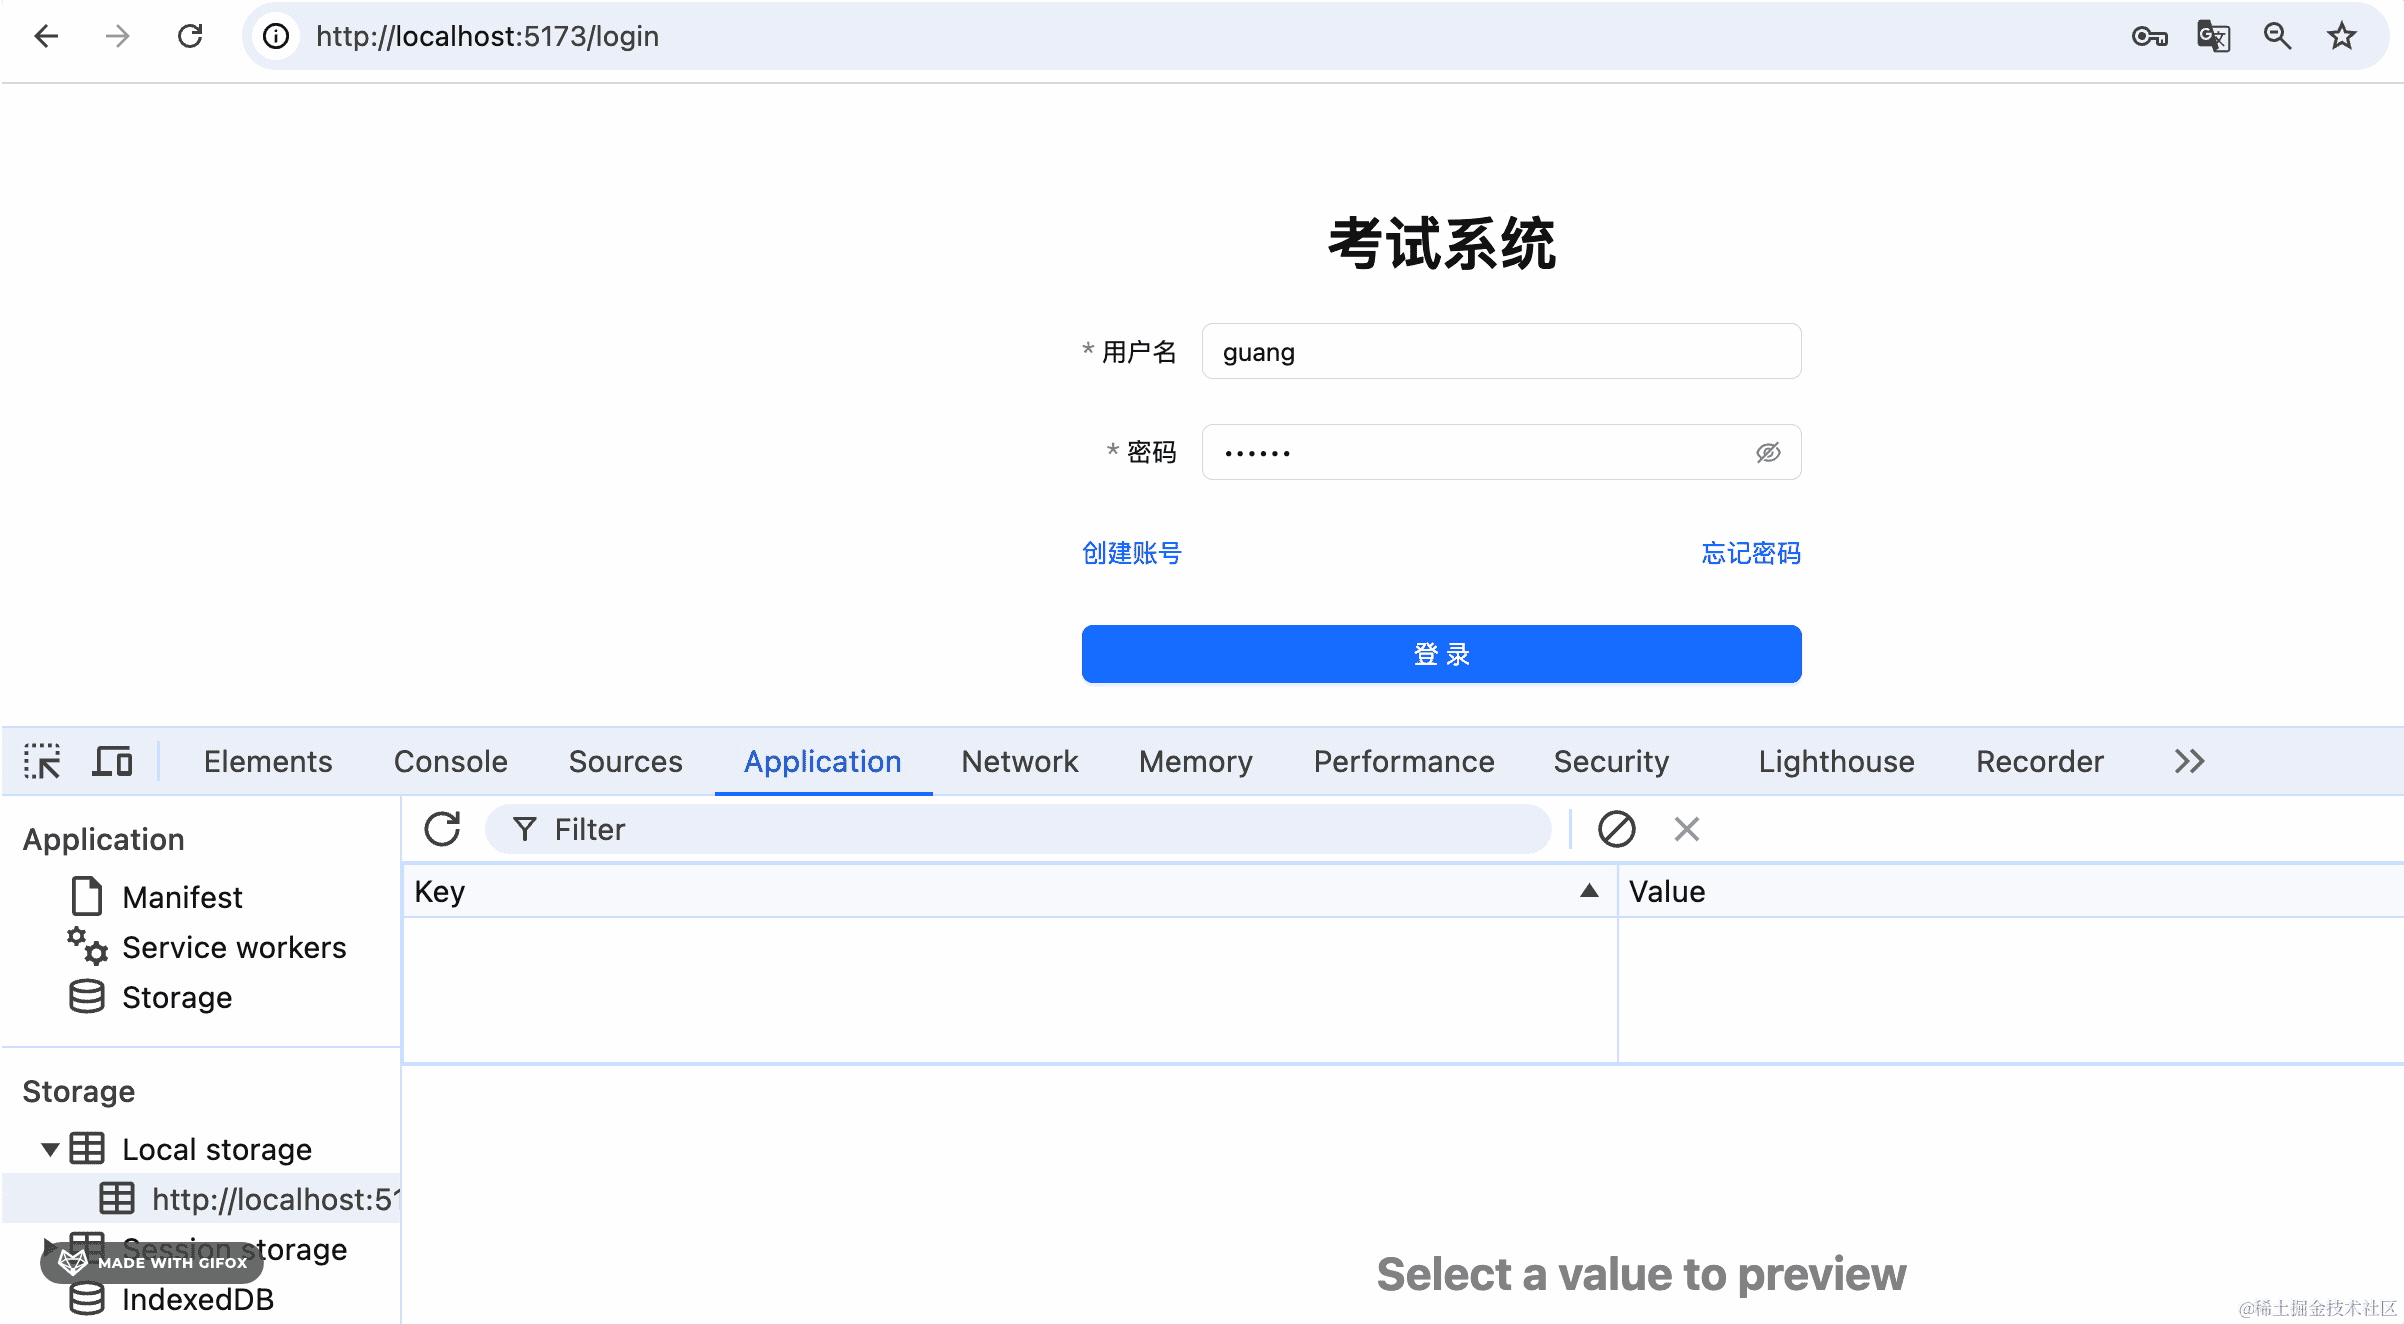 http://localhost:5173/login
考试系统
* 用户名 guang
* 密码 ••••••
创建账号 忘记密码
登 录
Elements Console Sources Application Network Memory Performance Security Lighthouse Recorder
Application
Filter
Manifest
Key Value
Service workers
Storage
Storage
Local storage
http://localhost:51
Session storage
MADE WITH GIFOX
IndexedDB
Select a value to preview
@稀土掘金技术社区